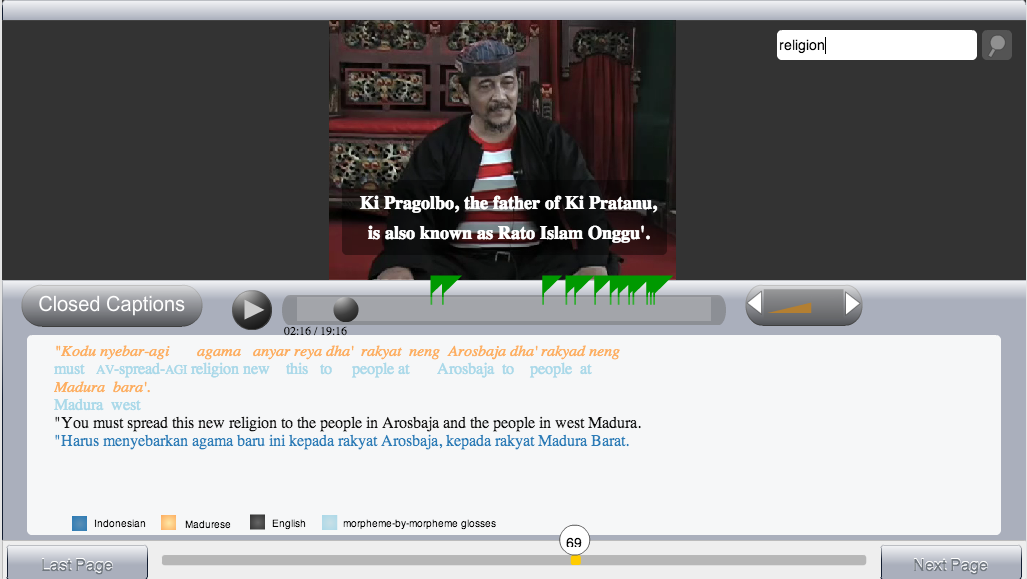 religion
Ki Pragolbo, the father of Ki Pratanu,
is also known as Rato Islam Onggu'.
Closed Captions
02:16 / 19:16
"Kodu nyebar-agi agama anyar reya dha' rakyat neng Arosbaja dha' rakyad neng
must AV-spread-AGI religion new this to people at Arosbaja to people at
Madura bara'.
Madura west
"You must spread this new religion to the people in Arosbaja and the people in west Madura.
"Harus menyebarkan agama baru ini kepada rakyat Arosbaja, kepada rakyat Madura Barat.
Indonesian Madurese English morpheme-by-morpheme glosses
69
Last Page Next Page